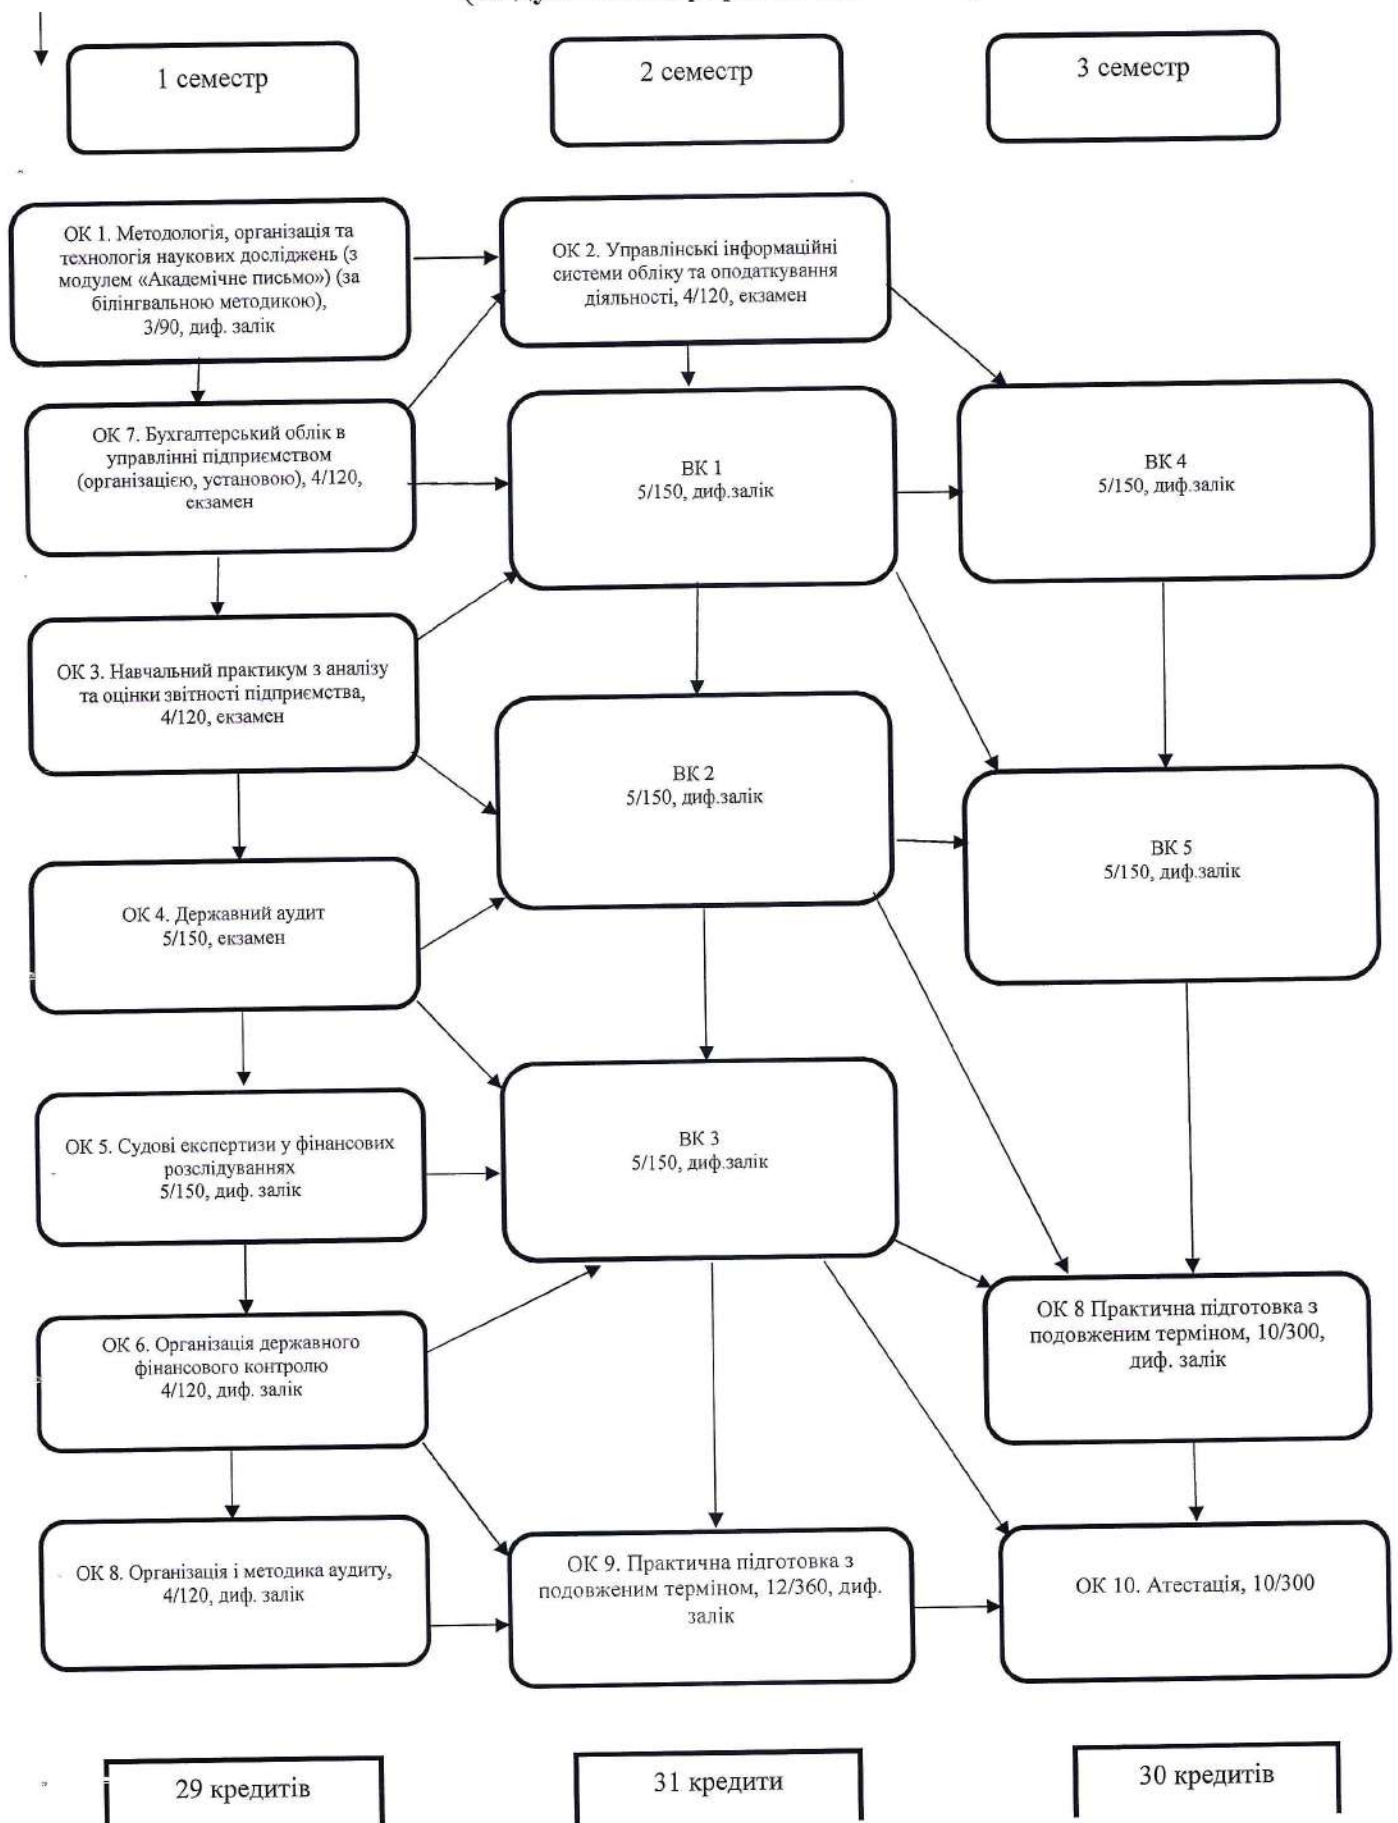 1 семестр
2 семестр
3 семестр
ОК 1. Методологія, організація та
технологія наукових досліджень (з
модулем «Академічне письмо») (за
білінгвальною методикою),
3/90, диф. залік
ОК 2. Управлінські інформаційні
системи обліку та оподаткування
діяльності, 4/120, екзамен
ОК 7. Бухгалтерський облік в
управлінні підприємством
(організацією, установою), 4/120,
екзамен
ВК 1
5/150, диф.залік
ВК 4
5/150, диф.залік
ОК 3. Навчальний практикум з аналізу
та оцінки звітності підприємства,
4/120, екзамен
ВК 2
5/150, диф.залік
ВК 5
5/150, диф.залік
ОК 4. Державний аудит
5/150, екзамен
ОК 5. Судові експертизи у фінансових
розслідуваннях
5/150, диф. залік
ВК 3
5/150, диф.залік
ОК 6. Організація державного
фінансового контролю
4/120, диф. залік
ОК 8 Практична підготовка з
подовженим терміном, 10/300,
диф. залік
ОК 8. Організація і методика аудиту,
4/120, диф. залік
ОК 9. Практична підготовка з
подовженим терміном, 12/360, диф.
залік
ОК 10. Атестація, 10/300
29 кредитів
31 кредити
30 кредитів